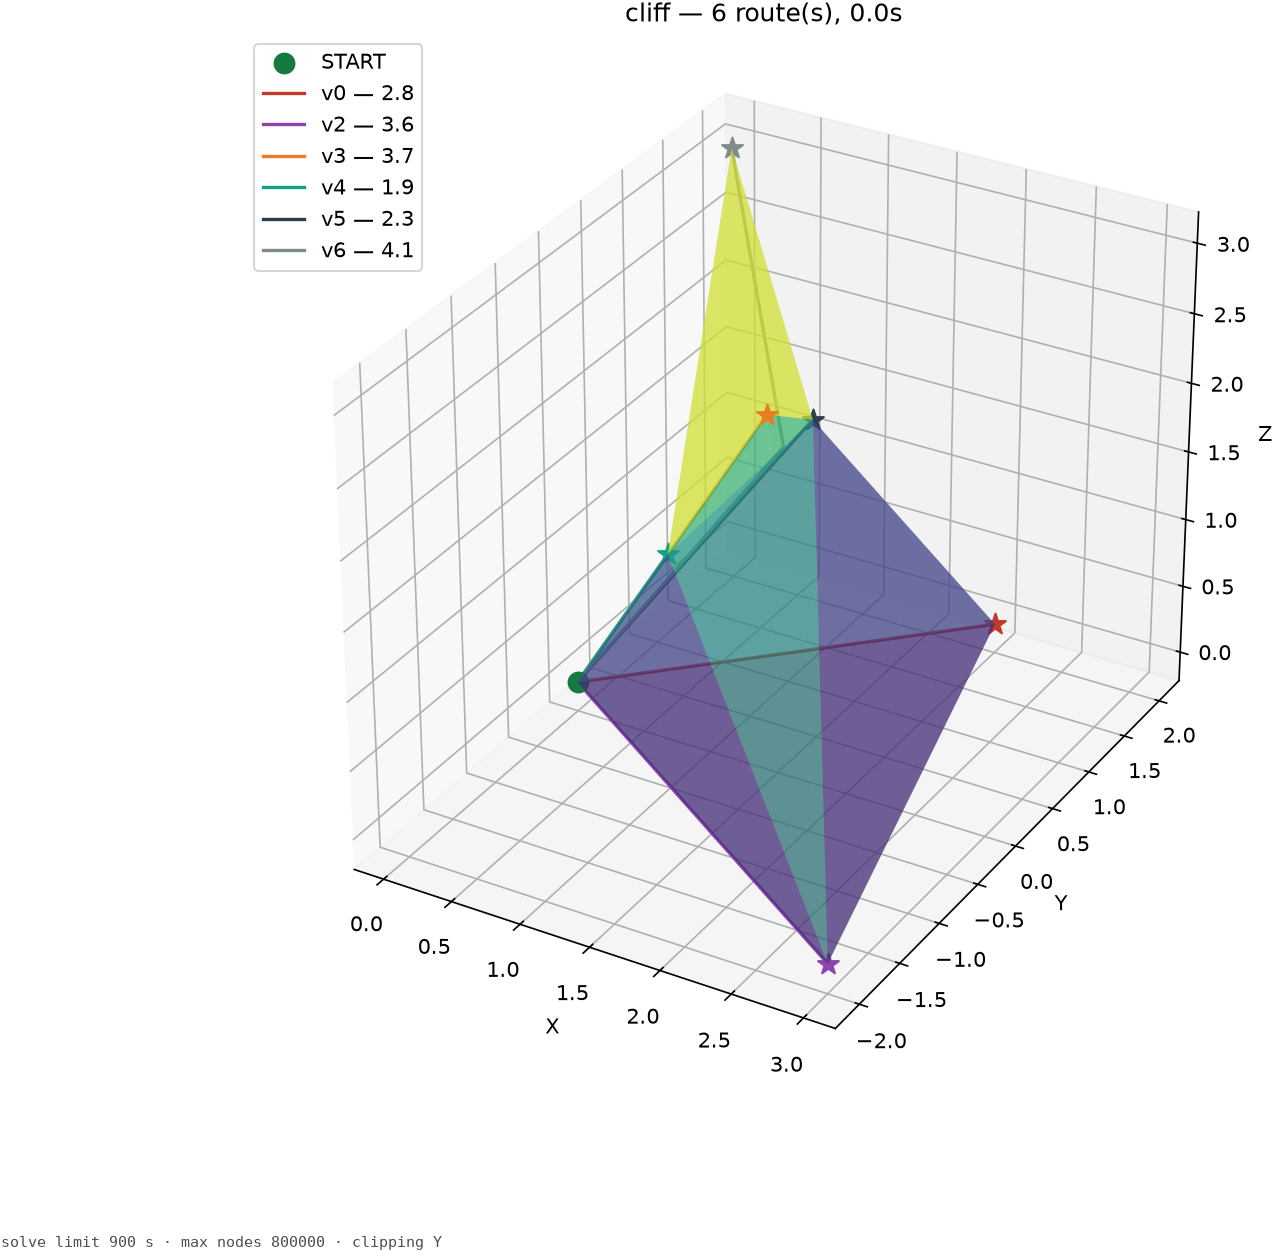 cliff — 6 route(s), 0.0s
START
v0 — 2.8
v2 — 3.6
v3 — 3.7
v4 — 1.9
v5 — 2.3
v6 — 4.1
3.0
2.5
2.0
Z
1.5
1.0
0.5
0.0
2.0
1.5
1.0
0.5
0.0
Y
−0.5
−1.0
−1.5
−2.0
0.0
0.5
1.0
1.5
X
2.0
2.5
3.0
solve limit 900 s · max nodes 800000 · clipping Y